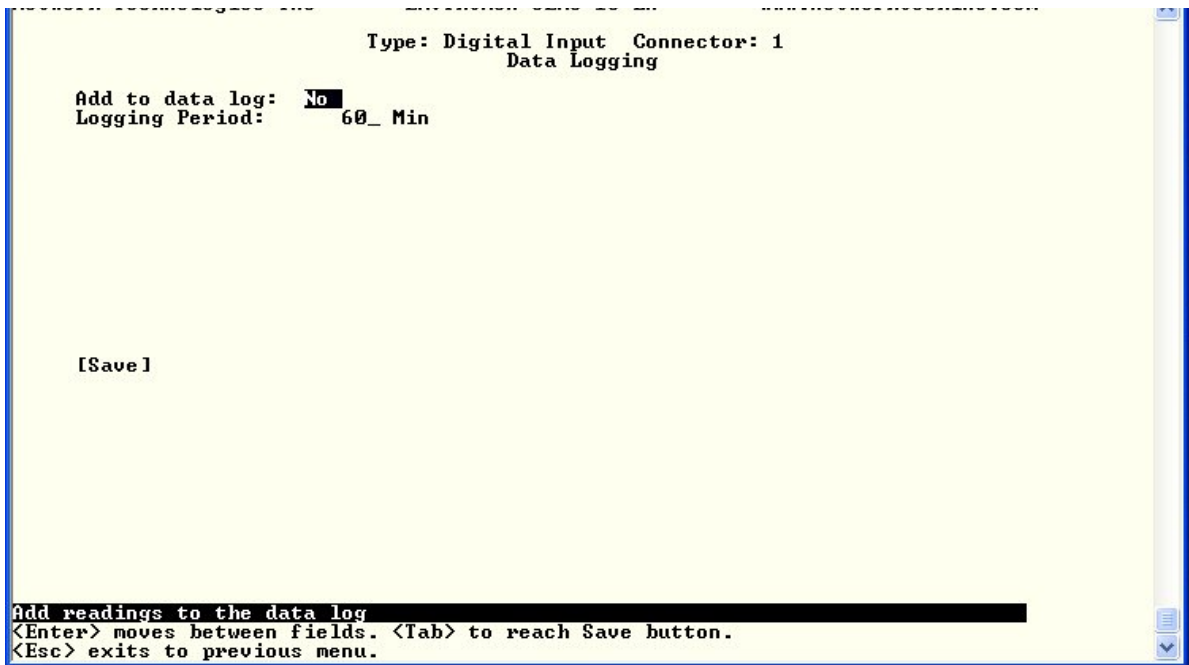 Type: Digital Input Connector: 1
Data Logging
Add to data log: No
Logging Period: 60_ Min
[Save]
Add readings to the data log
<Enter> moves between fields. <Tab> to reach Save button.
<Esc> exits to previous menu.